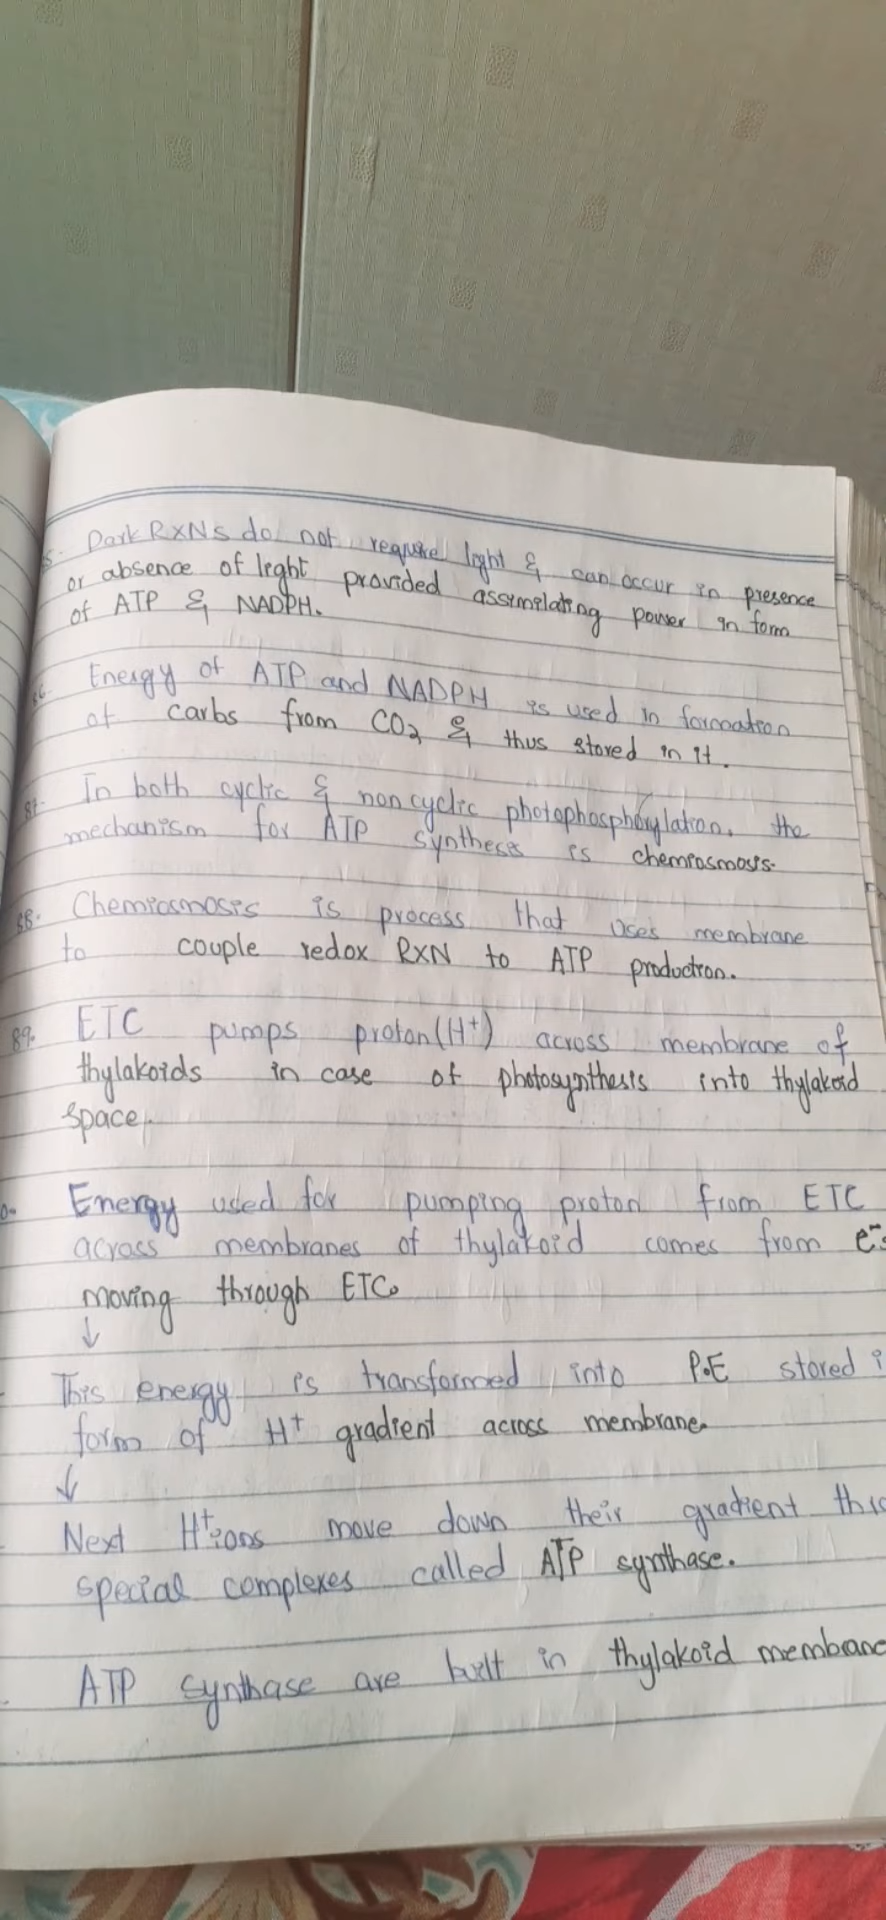 5. Dark RXNs do not require light & can occur in presence
or absence of light provided assimilating power in form
of ATP & NADPH.
86. Energy of ATP and NADPH is used in formation
of carbs from CO2 & thus stored in it.
87. In both cyclic & non cyclic photophosphorylation, the
mechanism for ATP synthesis is chemiosmosis.
88. Chemiosmosis is process that uses membrane
to couple redox RXN to ATP production.
89. ETC pumps proton (H+) across membrane of
thylakoids in case of photosynthesis into thylakoid
space.
0. Energy used for pumping proton from ETC
across membranes of thylakoid comes from e-s
moving through ETC.
↓
This energy is transformed into P.E stored i
form of H+ gradient across membrane.
↓
Next H+ ions move down their gradient
special complexes called ATP synthase.
ATP synthase are built in thylakoid membrane